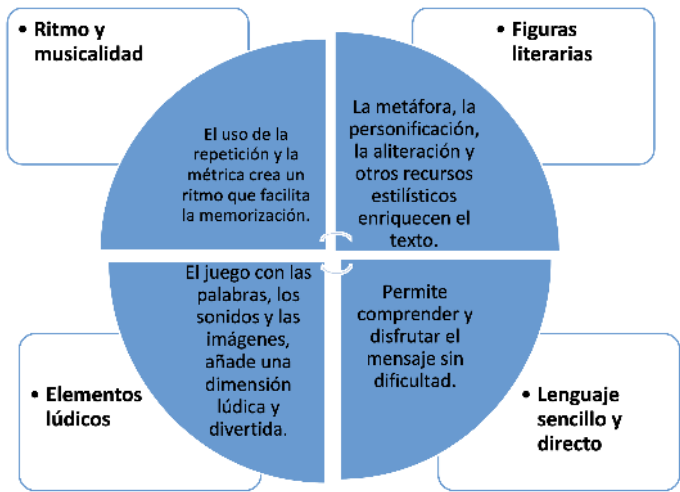 • Ritmo y
musicalidad
El uso de la
repetición y la
métrica crea un
ritmo que facilita
la memorización.
• Figuras
literarias
La metáfora, la
personificación,
la aliteración y
otros recursos
estilísticos
enriquecen el
texto.
• Elementos
lúdicos
El juego con las
palabras, los
sonidos y las
imágenes,
añade una
dimensión
lúdica y
divertida.
Permite
comprender y
disfrutar el
mensaje sin
dificultad.
• Lenguaje
sencillo y
directo